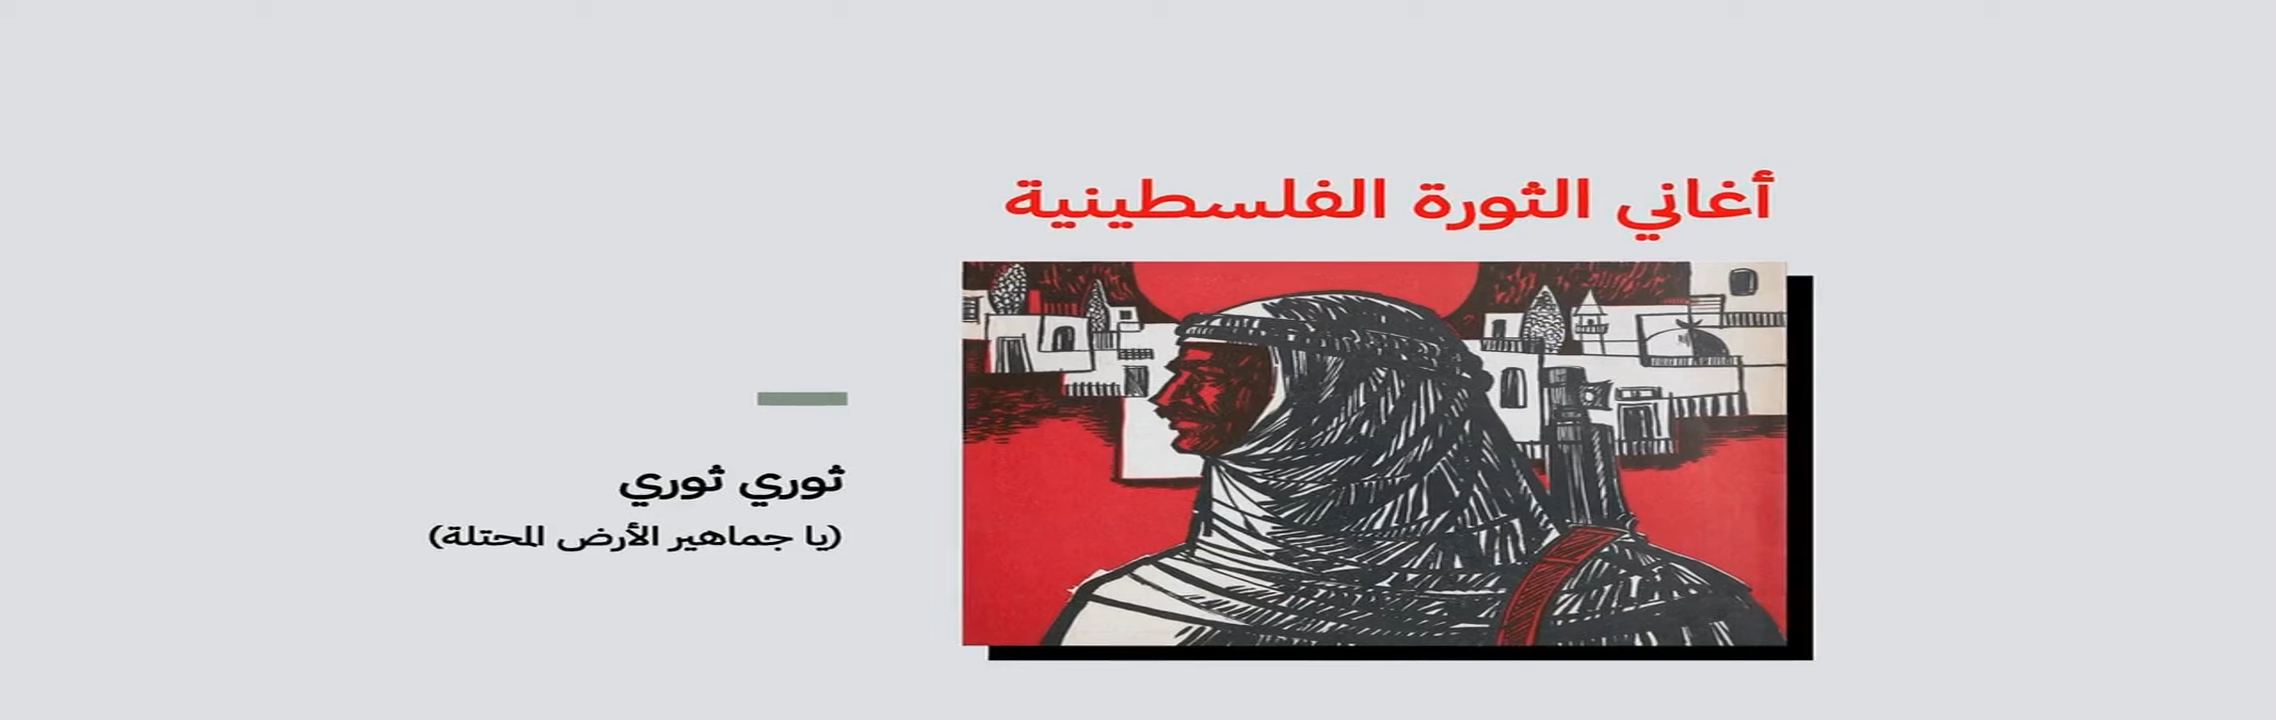 أغاني الثورة الفلسطينية
ثوري ثوري
(يا جماهير الأرض المحتلة)